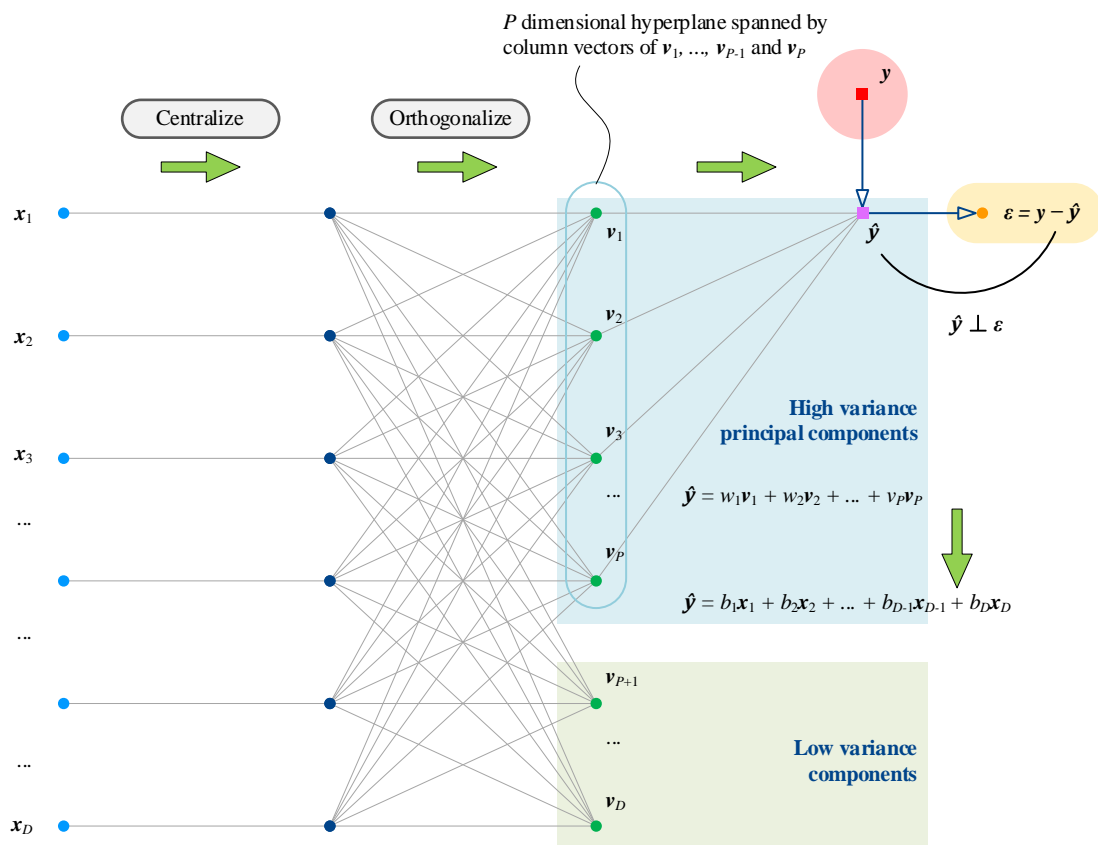 P dimensional hyperplane spanned by
column vectors of v1, ..., vP-1 and vP
y
Centralize
Orthogonalize
x1
v1
ŷ
ε = y − ŷ
x2
v2
ŷ ⊥ ε
High variance
principal components
x3
v3
...
...
ŷ = w1v1 + w2v2 + ... + vPvP
vP
ŷ = b1x1 + b2x2 + ... + bD-1xD-1 + bDxD
...
vP+1
...
...
Low variance
components
xD
vD